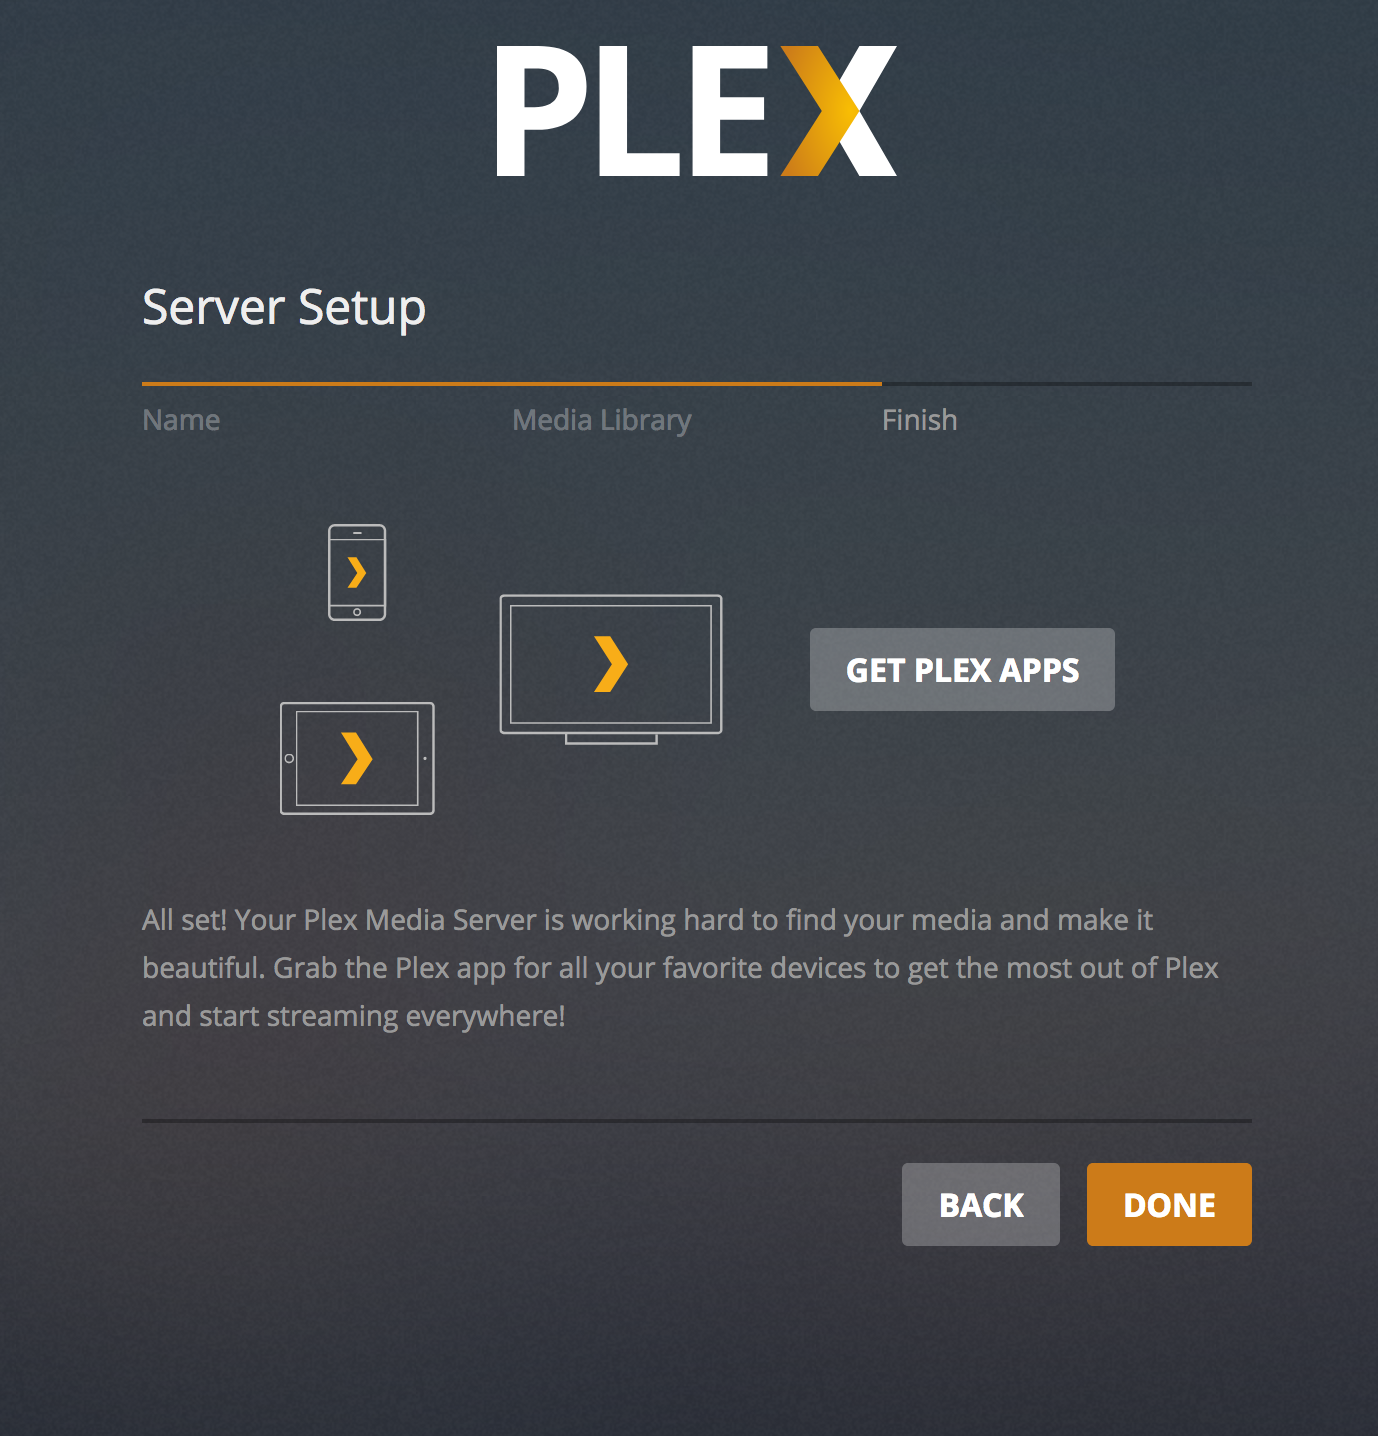 PLEX
Server Setup
Name
Media Library
Finish
GET PLEX APPS
All set! Your Plex Media Server is working hard to find your media and make it
beautiful. Grab the Plex app for all your favorite devices to get the most out of Plex
and start streaming everywhere!
BACK
DONE